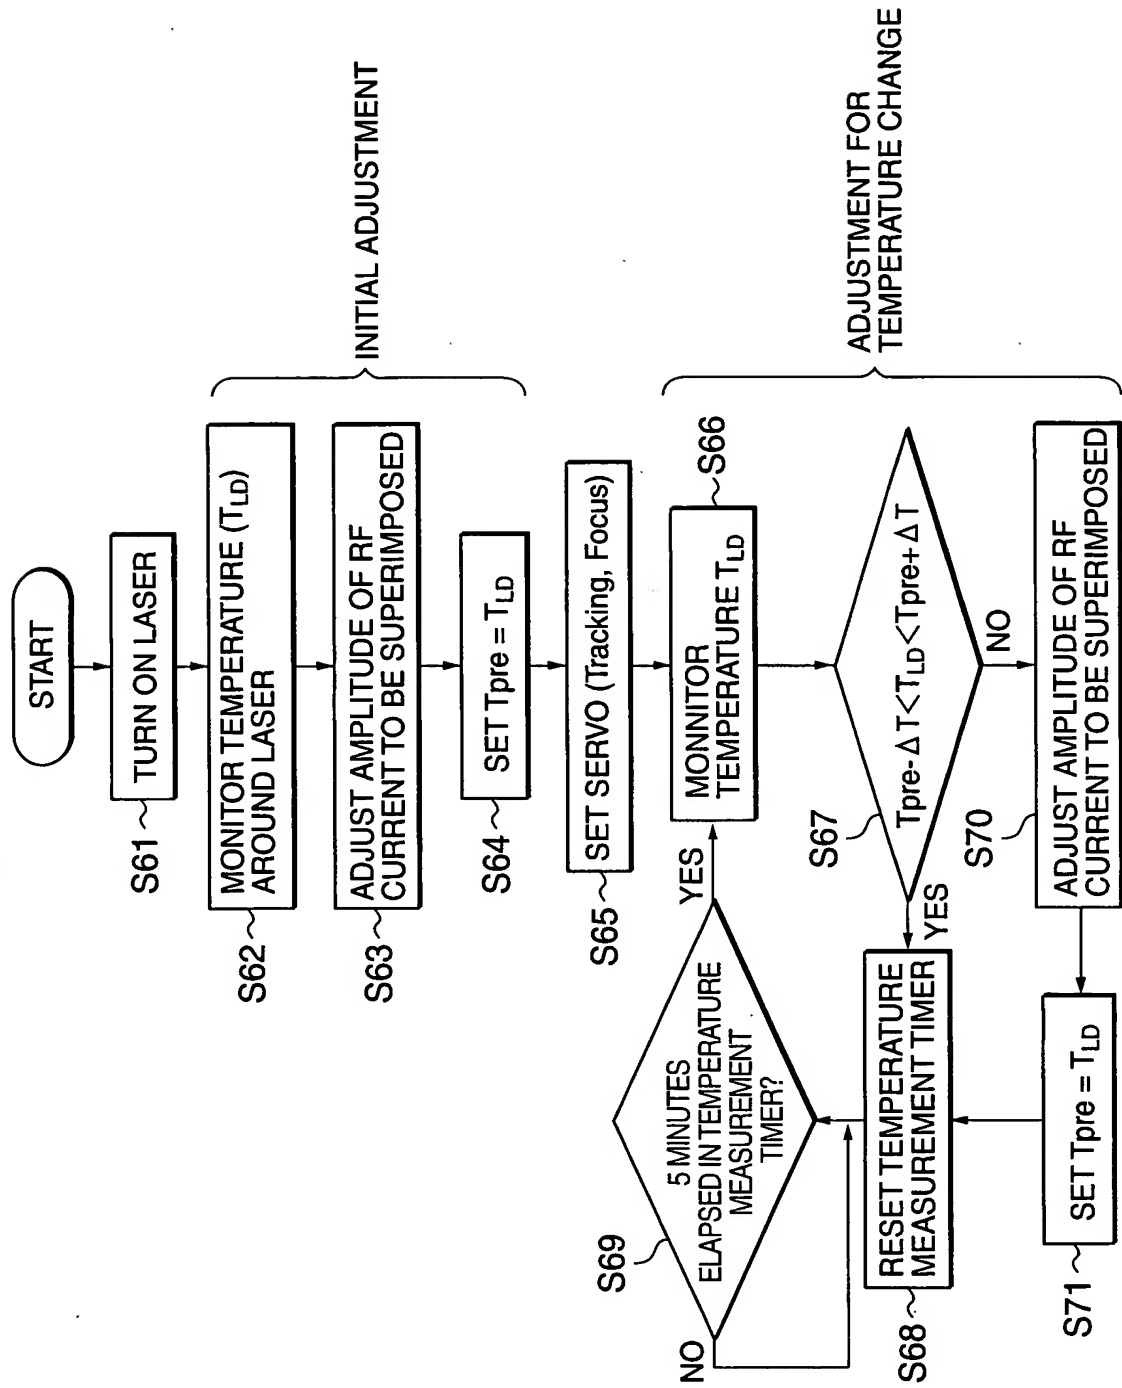 START
S61
TURN ON LASER
S62
MONITOR TEMPERATURE (TLD)
AROUND LASER
S63
ADJUST AMPLITUDE OF RF
CURRENT TO BE SUPERIMPOSED
S64
SET Tpre = TLD
INITIAL ADJUSTMENT
S65
SET SERVO (Tracking, Focus)
S66
MONNITOR
TEMPERATURE TLD
S67
Tpre-ΔT<TLD<Tpre+ΔT
YES
NO
S68
RESET TEMPERATURE
MEASUREMENT TIMER
S69
5 MINUTES
ELAPSED IN TEMPERATURE
MEASUREMENT
TIMER?
YES
NO
S70
ADJUST AMPLITUDE OF RF
CURRENT TO BE SUPERIMPOSED
S71
SET Tpre = TLD
ADJUSTMENT FOR
TEMPERATURE CHANGE